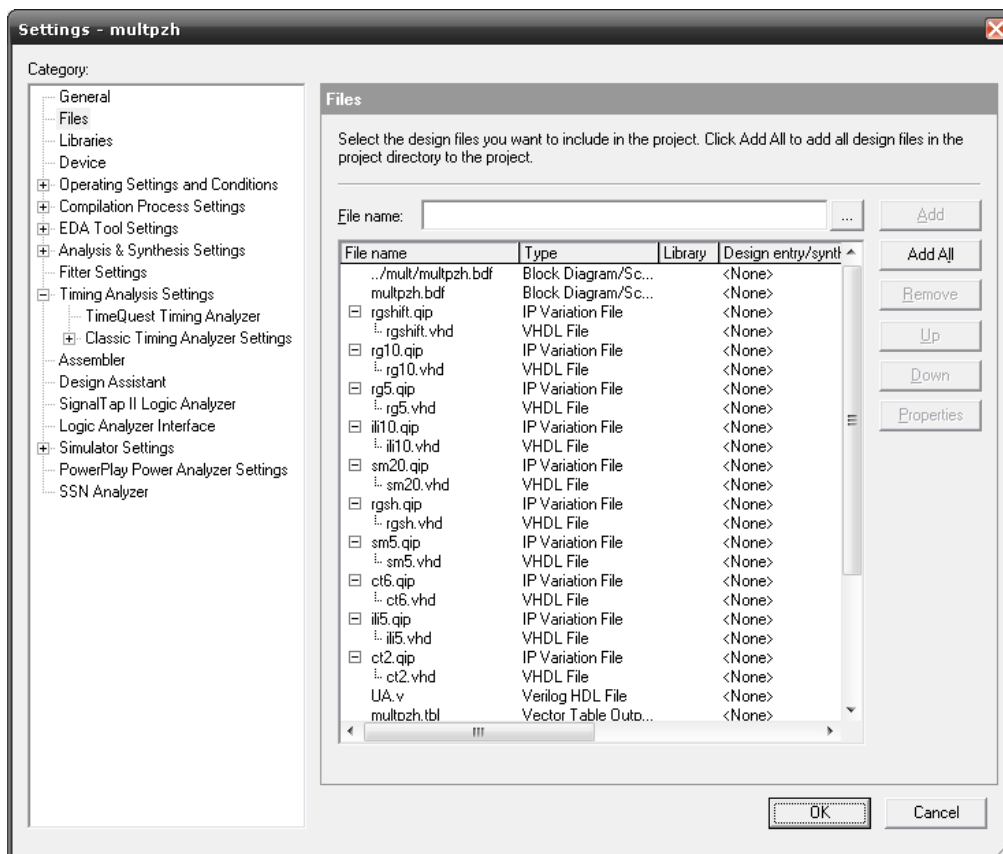 Settings - multpzh
Category:
General
Files
Libraries
Device
Operating Settings and Conditions
Compilation Process Settings
EDA Tool Settings
Analysis & Synthesis Settings
Fitter Settings
Timing Analysis Settings
TimeQuest Timing Analyzer
Classic Timing Analyzer Settings
Assembler
Design Assistant
SignalTap II Logic Analyzer
Logic Analyzer Interface
Simulator Settings
PowerPlay Power Analyzer Settings
SSN Analyzer
Files
Select the design files you want to include in the project. Click Add All to add all design files in the
project directory to the project.
File name: ... Add
File name Type Library Design entry/synth Add All
../mult/multpzh.bdf Block Diagram/Sc... <None>
multpzh.bdf Block Diagram/Sc... <None> Remove
rgshift.qip IP Variation File <None>
rgshift.vhd VHDL File <None> Up
rg10.qip IP Variation File <None>
rg10.vhd VHDL File <None> Down
rg5.qip IP Variation File <None>
rg5.vhd VHDL File <None> Properties
ili10.qip IP Variation File <None>
ili10.vhd VHDL File <None>
sm20.qip IP Variation File <None>
sm20.vhd VHDL File <None>
rgsh.qip IP Variation File <None>
rgsh.vhd VHDL File <None>
sm5.qip IP Variation File <None>
sm5.vhd VHDL File <None>
ct6.qip IP Variation File <None>
ct6.vhd VHDL File <None>
ili5.qip IP Variation File <None>
ili5.vhd VHDL File <None>
ct2.qip IP Variation File <None>
ct2.vhd VHDL File <None>
UA.v Verilog HDL File <None>
multpzh.tbl Vector Table Outp... <None>
OK Cancel